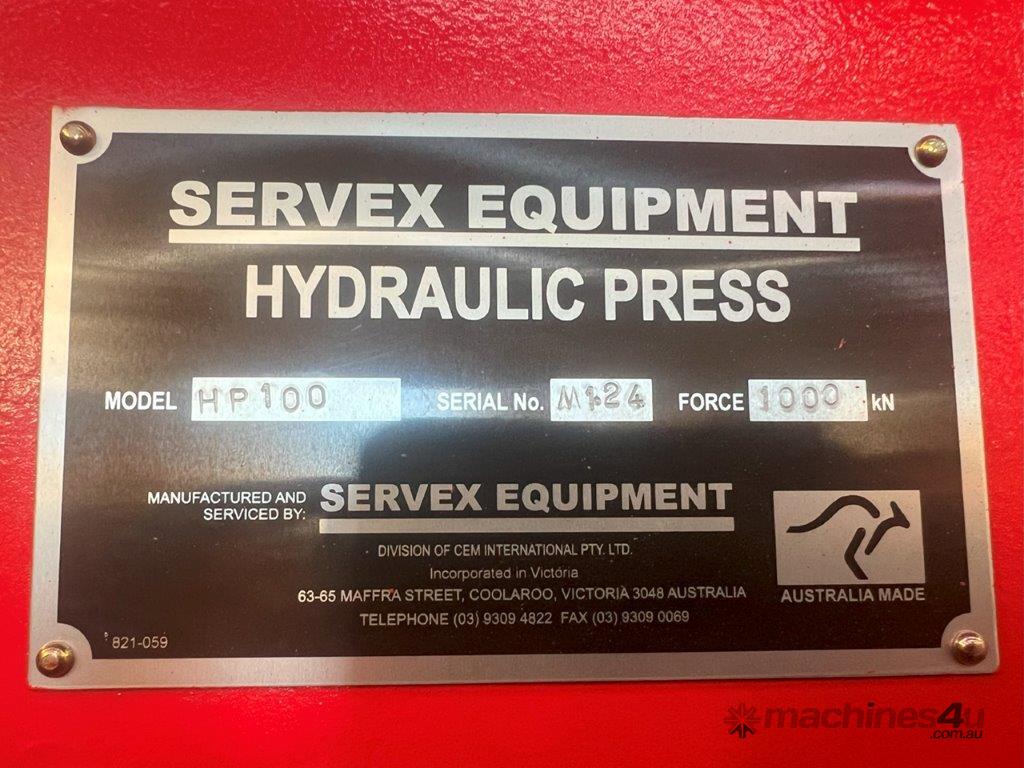 SERVEX EQUIPMENT
HYDRAULIC PRESS
MODEL HP100 SERIAL No. M124 FORCE 1000 kN
MANUFACTURED AND SERVICED BY: SERVEX EQUIPMENT
DIVISION OF CEM INTERNATIONAL PTY. LTD.
Incorporated in Victoria
63-65 MAFFRA STREET, COOLAROO, VICTORIA 3048 AUSTRALIA
TELEPHONE (03) 9309 4822 FAX (03) 9309 0069
AUSTRALIA MADE
821-059
machines4u
.com.au